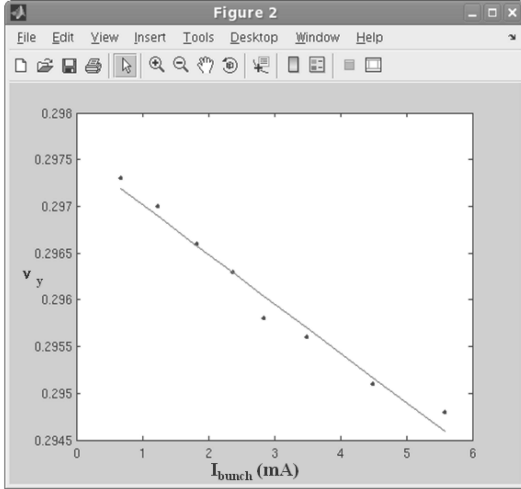 Figure 2
File Edit View Insert Tools Desktop Window Help
0.298
0.2975
0.297
0.2965
0.296
0.2955
0.295
0.2945
ν y
0 1 2 3 4 5 6
I bunch (mA)